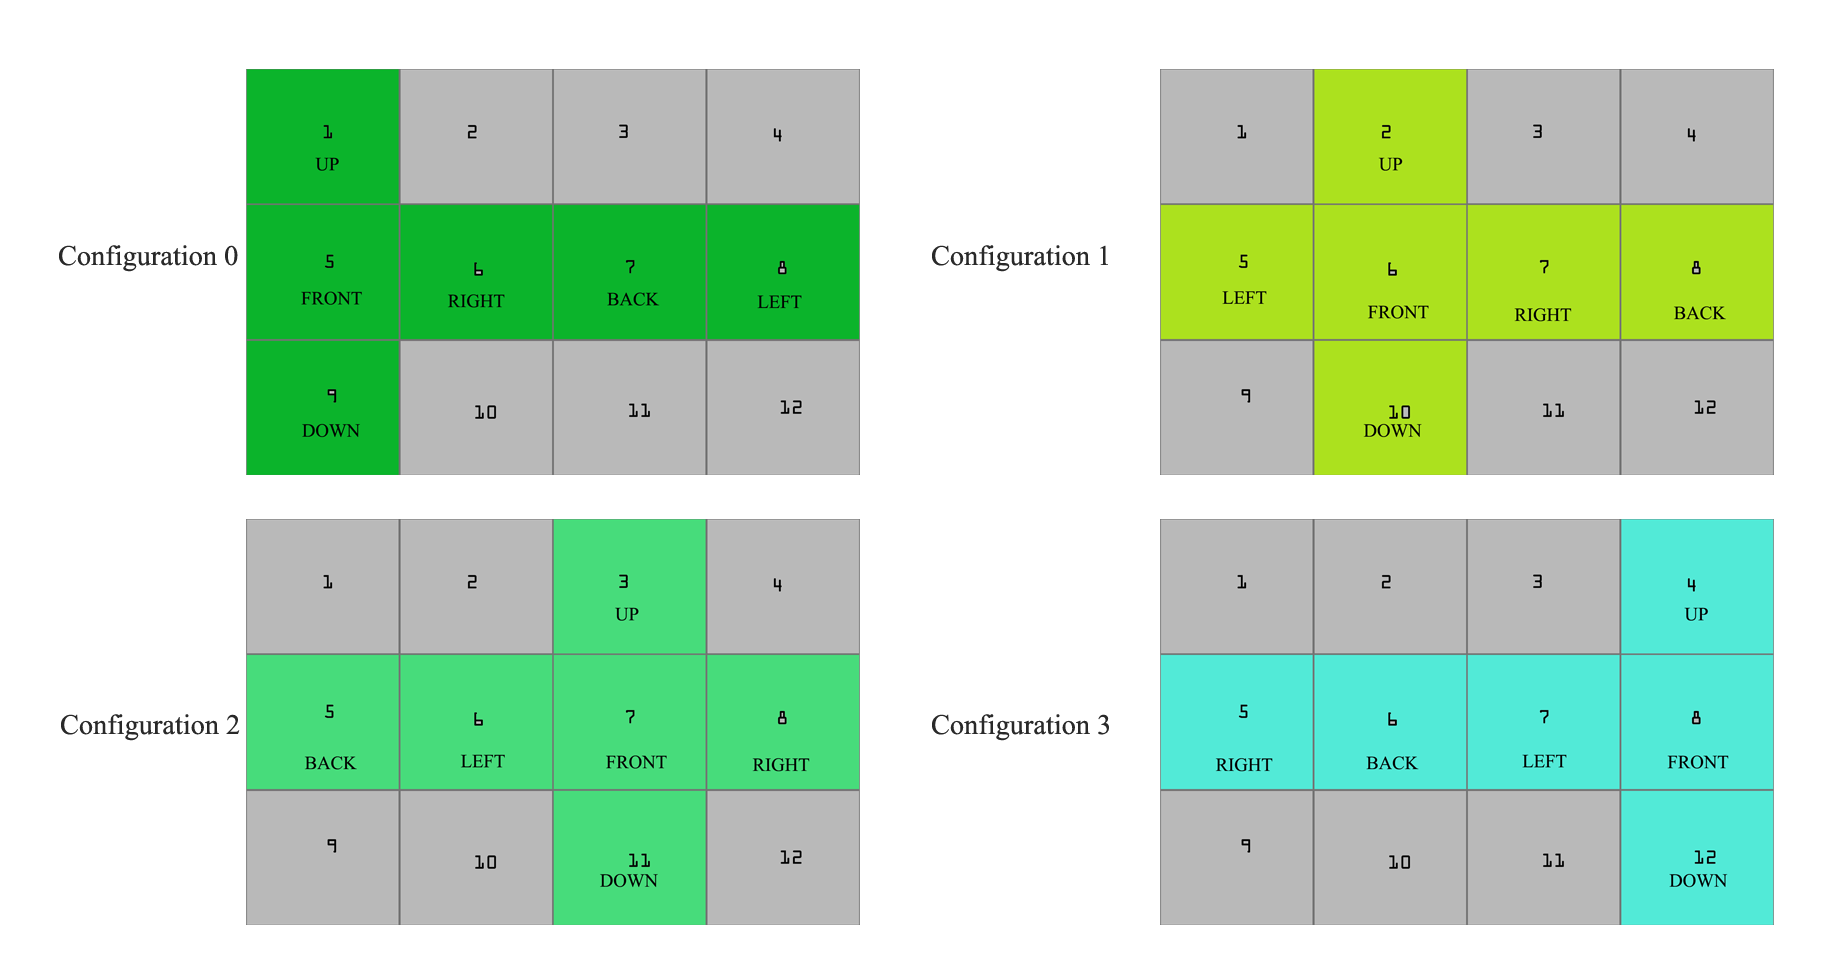 Configuration 0
1
UP
2
3
4
5
FRONT
6
RIGHT
7
BACK
8
LEFT
9
DOWN
10
11
12
Configuration 1
1
2
UP
3
4
5
LEFT
6
FRONT
7
RIGHT
8
BACK
9
10
DOWN
11
12
Configuration 2
1
2
3
UP
4
5
BACK
6
LEFT
7
FRONT
8
RIGHT
9
10
11
DOWN
12
Configuration 3
1
2
3
4
UP
5
RIGHT
6
BACK
7
LEFT
8
FRONT
9
10
11
12
DOWN